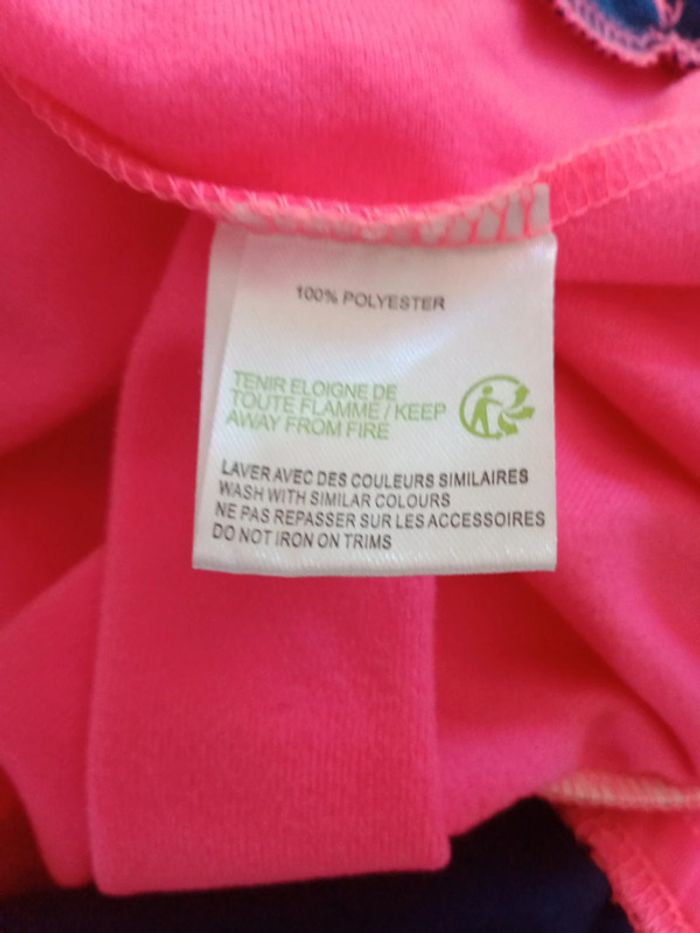 100% POLYESTER
TENIR ELOIGNE DE
TOUTE FLAMME / KEEP
AWAY FROM FIRE
LAVER AVEC DES COULEURS SIMILAIRES
WASH WITH SIMILAR COLOURS
NE PAS REPASSER SUR LES ACCESSOIRES
DO NOT IRON ON TRIMS